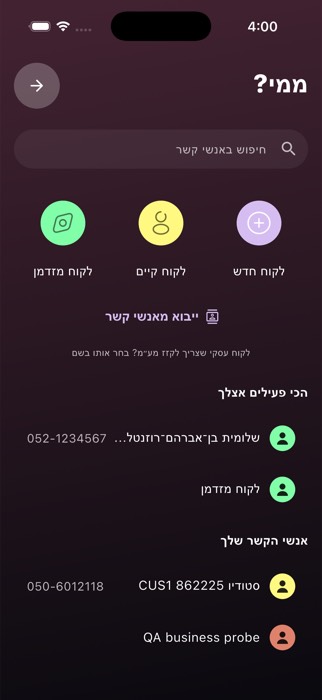 4:00
ממי?
חיפוש באנשי קשר
לקוח חדש
לקוח קיים
לקוח מזדמן
ייבוא מאנשי קשר
לקוח עסקי שצריך לקזז מע״מ? בחר אותו בשם
הכי פעילים אצלך
שלומית בן־אברהם־רוזנטל... 052-1234567
לקוח מזדמן
אנשי הקשר שלך
סטודיו CUS1 862225 050-6012118
QA business probe